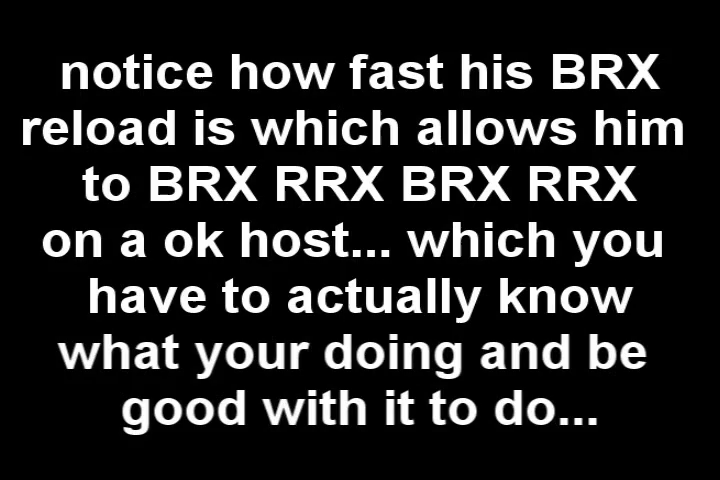 notice how fast his BRX
reload is which allows him
to BRX RRX BRX RRX
on a ok host... which you
have to actually know
what your doing and be
good with it to do...